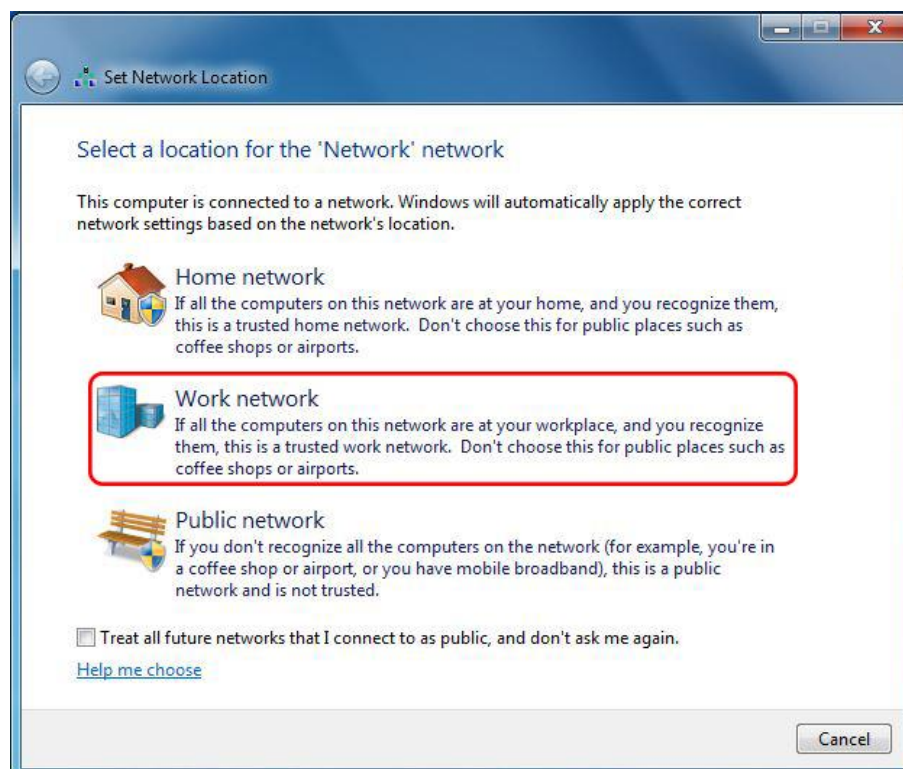 Set Network Location
Select a location for the 'Network' network
This computer is connected to a network. Windows will automatically apply the correct
network settings based on the network's location.
Home network
If all the computers on this network are at your home, and you recognize them,
this is a trusted home network. Don't choose this for public places such as
coffee shops or airports.
Work network
If all the computers on this network are at your workplace, and you recognize
them, this is a trusted work network. Don't choose this for public places such as
coffee shops or airports.
Public network
If you don't recognize all the computers on the network (for example, you're in
a coffee shop or airport, or you have mobile broadband), this is a public
network and is not trusted.
Treat all future networks that I connect to as public, and don't ask me again.
Help me choose
Cancel